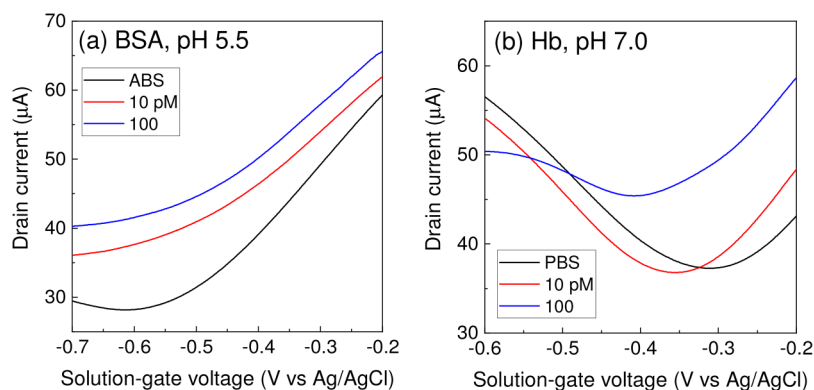 (a) BSA, pH 5.5
ABS
10 pM
100
Drain current (μA)
70
60
50
40
30
-0.7
-0.6
-0.5
-0.4
-0.3
-0.2
Solution-gate voltage (V vs Ag/AgCl)
(b) Hb, pH 7.0
PBS
10 pM
100
Drain current (μA)
60
50
40
30
-0.6
-0.5
-0.4
-0.3
-0.2
Solution-gate voltage (V vs Ag/AgCl)